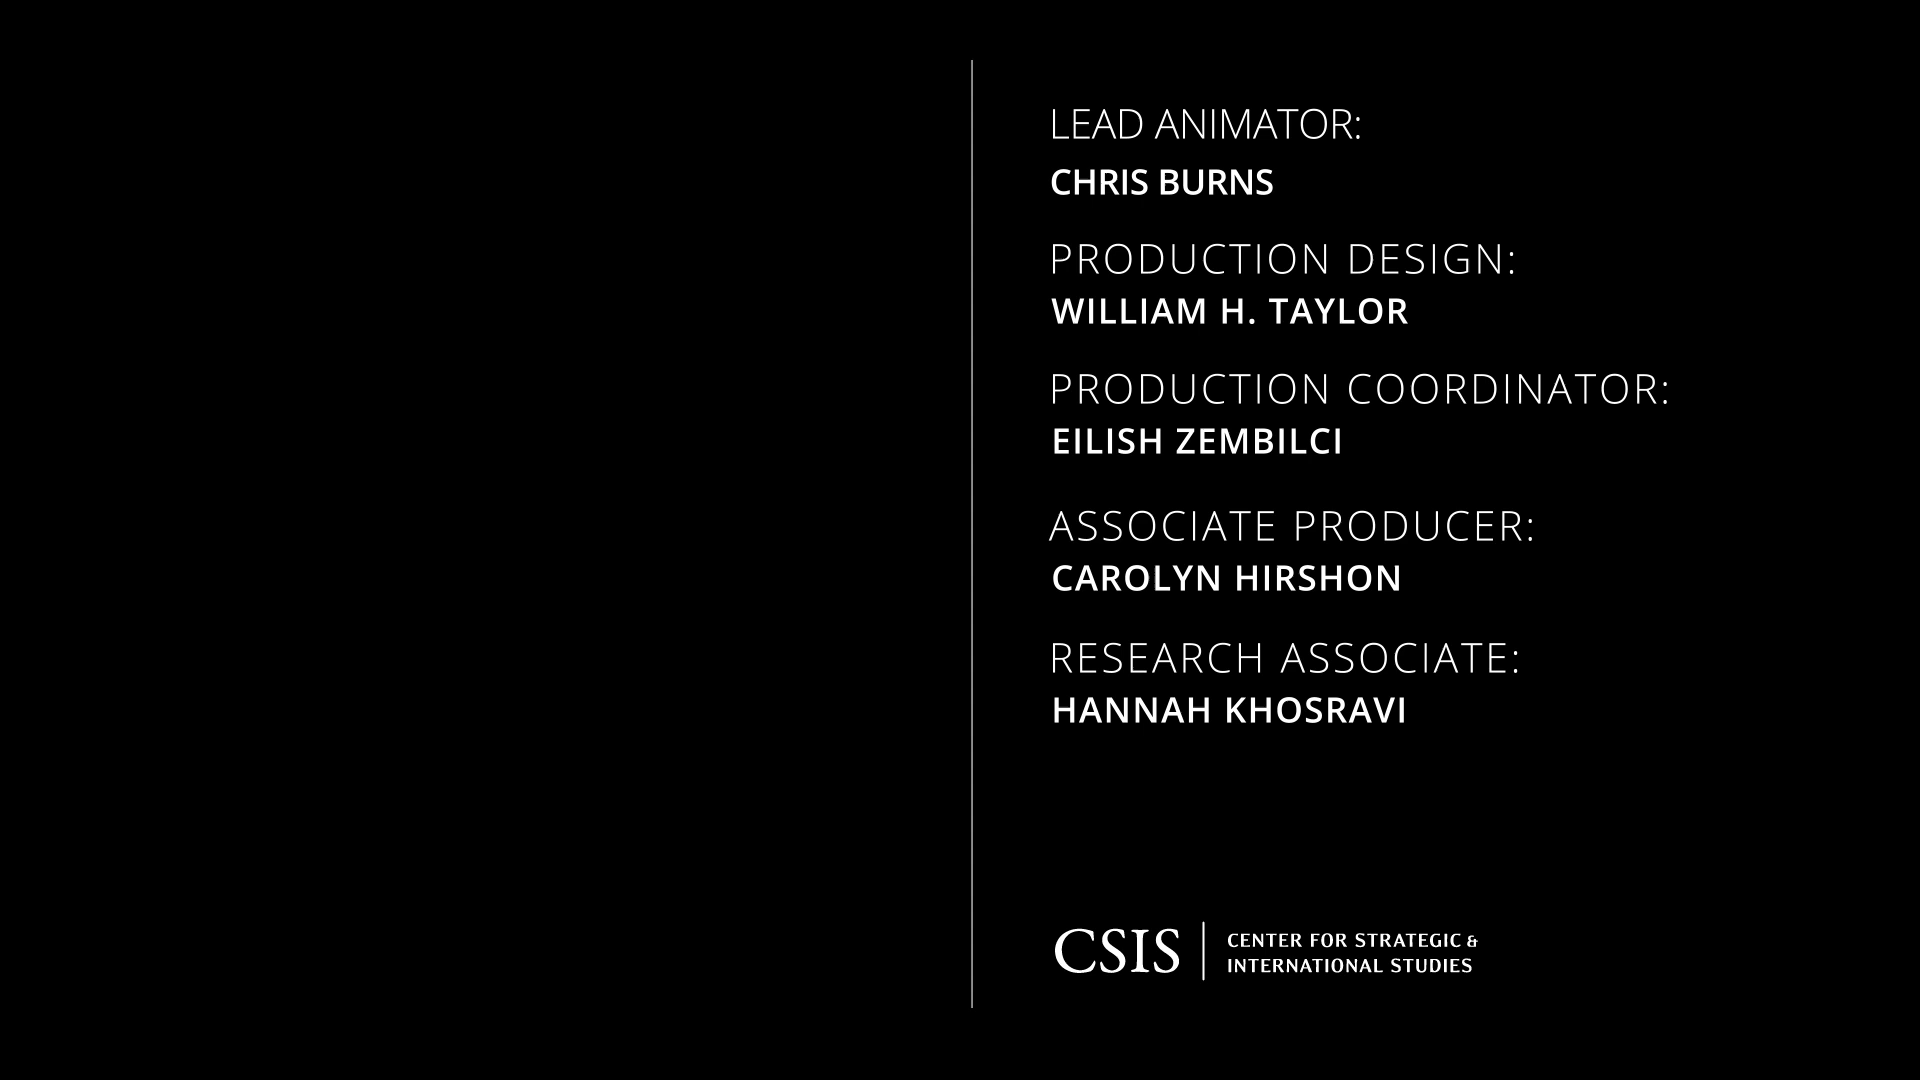 LEAD ANIMATOR:
CHRIS BURNS
PRODUCTION DESIGN:
WILLIAM H. TAYLOR
PRODUCTION COORDINATOR:
EILISH ZEMBILCI
ASSOCIATE PRODUCER:
CAROLYN HIRSHON
RESEARCH ASSOCIATE:
HANNAH KHOSRAVI
CSIS
CENTER FOR STRATEGIC &
INTERNATIONAL STUDIES